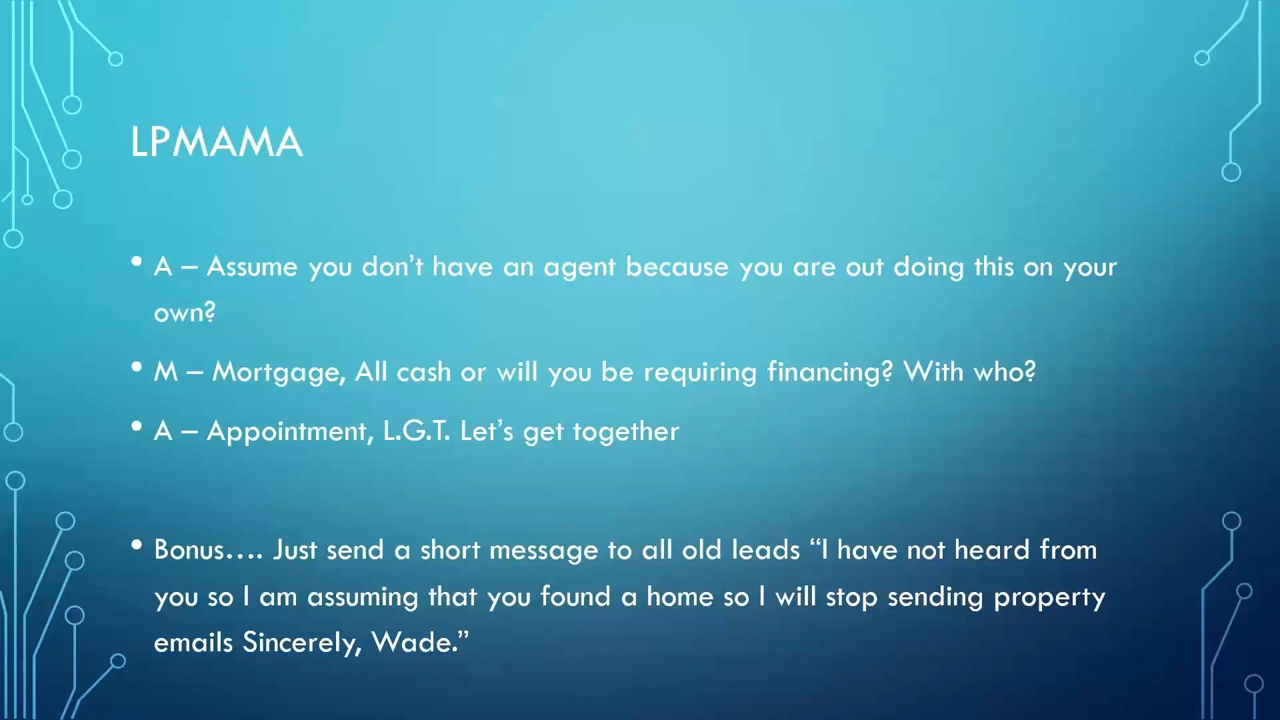 LPMAMA
• A – Assume you don’t have an agent because you are out doing this on your
own?
• M – Mortgage, All cash or will you be requiring financing? With who?
• A – Appointment, L.G.T. Let’s get together
• Bonus…. Just send a short message to all old leads “I have not heard from
you so I am assuming that you found a home so I will stop sending property
emails Sincerely, Wade.”